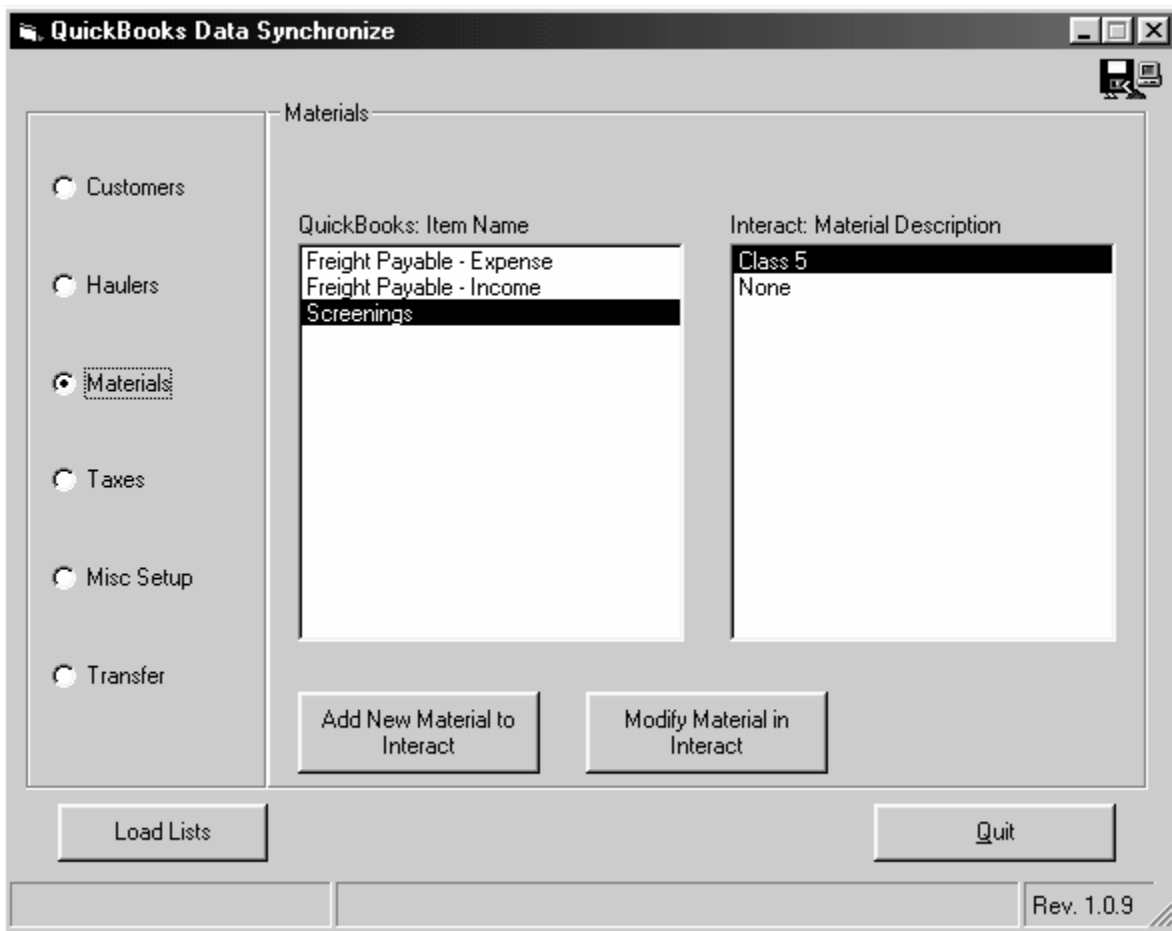 QuickBooks Data Synchronize
Materials
Customers
Haulers
Materials
Taxes
Misc Setup
Transfer
QuickBooks: Item Name
Freight Payable - Expense
Freight Payable - Income
Screenings
Interact: Material Description
Class 5
None
Add New Material to
Interact
Modify Material in
Interact
Load Lists
Quit
Rev. 1.0.9